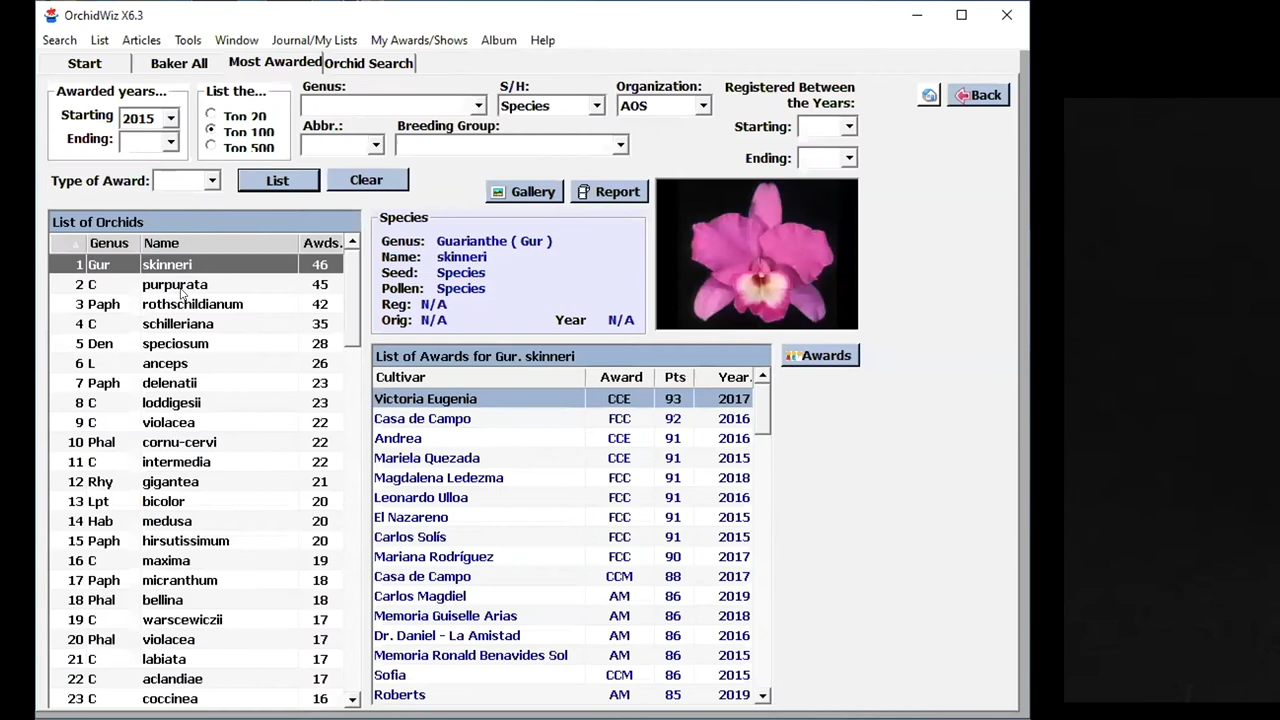 OrchidWiz X6.3
Search List Articles Tools Window Journal/My Lists My Awards/Shows Album Help
Start Baker All Most Awarded Orchid Search
Awarded years...
Starting 2015
Ending:
List the...
Top 20
Top 100
Top 500
Genus:
S/H:
Species
Organization:
AOS
Abbr.:
Breeding Group:
Registered Between
the Years:
Starting:
Ending:
Back
Type of Award:
List Clear
Gallery Report
List of Orchids
Genus Name Awds.
1 Gur skinneri 46
2 C purpurata 45
3 Paph rothschildianum 42
4 C schilleriana 35
5 Den speciosum 28
6 L anceps 26
7 Paph delenatii 23
8 C loddigesii 23
9 C violacea 22
10 Phal cornu-cervi 22
11 C intermedia 22
12 Rhy gigantea 21
13 Lpt bicolor 20
14 Hab medusa 20
15 Paph hirsutissimum 20
16 C maxima 19
17 Paph micranthum 18
18 Phal bellina 18
19 C warscewiczii 17
20 Phal violacea 17
21 C labiata 17
22 C aclandiae 17
23 C coccinea 16
Species
Genus: Guarianthe ( Gur )
Name: skinneri
Seed: Species
Pollen: Species
Reg: N/A
Orig: N/A Year N/A
List of Awards for Gur. skinneri
Awards
Cultivar Award Pts Year.
Victoria Eugenia CCE 93 2017
Casa de Campo FCC 92 2016
Andrea CCE 91 2016
Mariela Quezada CCE 91 2015
Magdalena Ledezma FCC 91 2018
Leonardo Ulloa FCC 91 2016
El Nazareno FCC 91 2015
Carlos Solís FCC 91 2015
Mariana Rodríguez FCC 90 2017
Casa de Campo CCM 88 2017
Carlos Magdiel AM 86 2019
Memoria Guiselle Arias AM 86 2018
Dr. Daniel - La Amistad AM 86 2016
Memoria Ronald Benavides Sol AM 86 2015
Sofia CCM 86 2015
Roberts AM 85 2019